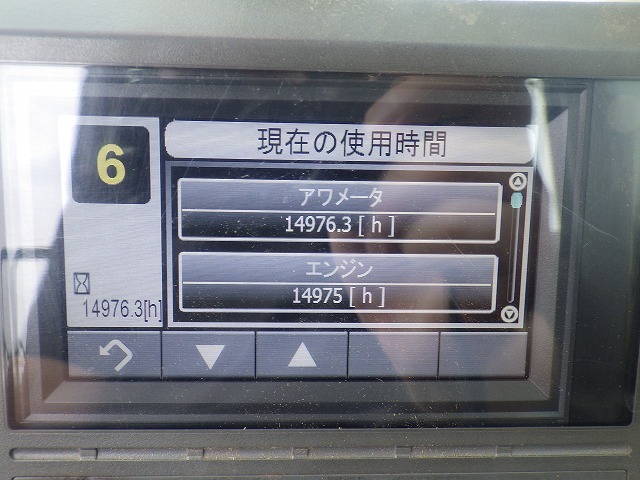 6
現在の使用時間
アワメータ
14976.3 [ h ]
エンジン
14975 [ h ]
14976.3[h]